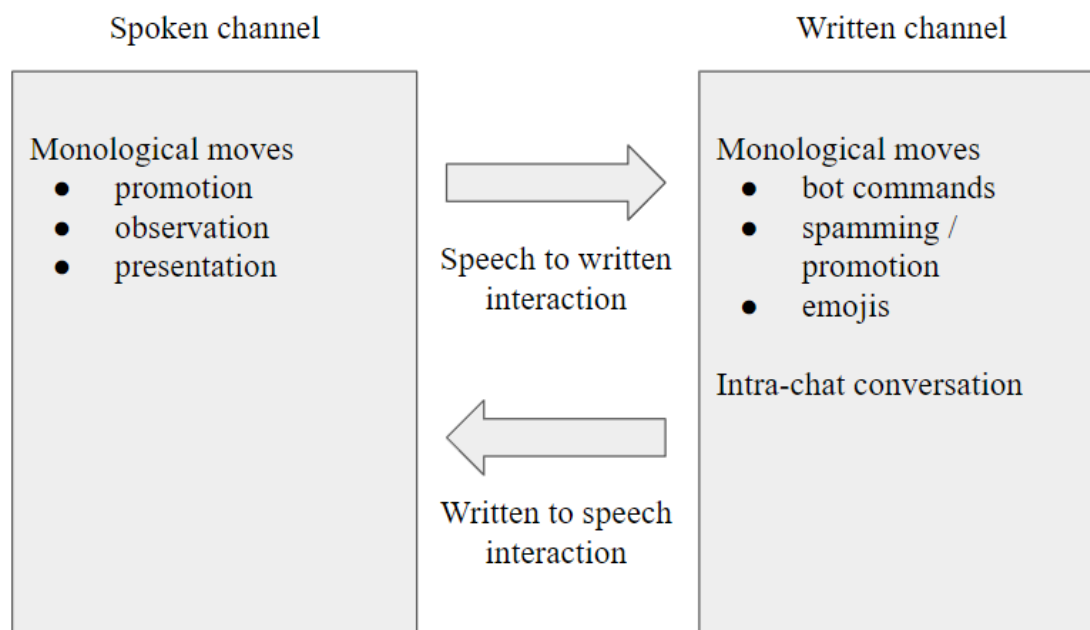 Spoken channel
Monological moves
● promotion
● observation
● presentation
Speech to written
interaction
Written to speech
interaction
Written channel
Monological moves
● bot commands
● spamming /
promotion
● emojis
Intra-chat conversation